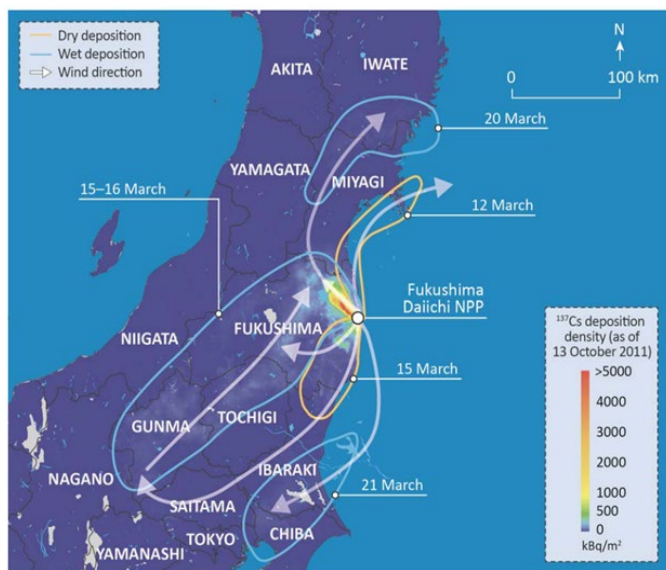 Dry deposition
Wet deposition
Wind direction
AKITA
IWATE
N
0
100 km
20 March
YAMAGATA
MIYAGI
15–16 March
12 March
Fukushima
Daiichi NPP
NIIGATA
FUKUSHIMA
¹³⁷Cs deposition
density (as of
13 October 2011)
>5000
4000
3000
2000
1000
500
0
kBq/m²
15 March
GUNMA
TOCHIGI
NAGANO
IBARAKI
21 March
SAITAMA
TOKYO
CHIBA
YAMANASHI